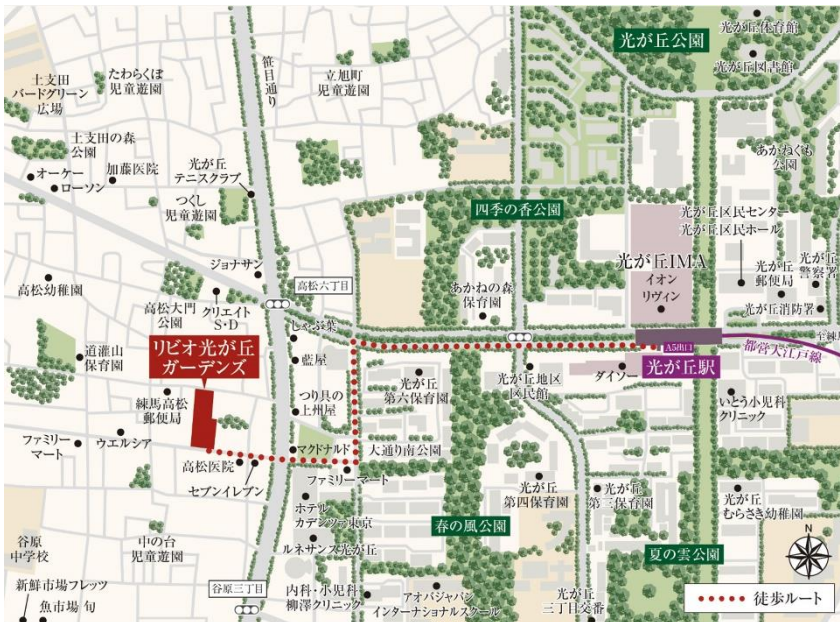 光が丘体育館
光が丘公園
光が丘図書館
笹目通り
立旭町
児童遊園
たわらくぼ
児童遊園
土支田
バードグリーン
広場
土支田の森
公園
オーケー
ローソン
加藤医院
光が丘
テニスクラブ
つくし
児童遊園
あかねくも
公園
四季の香公園
光が丘区民センター
光が丘区民ホール
ジョナサン
高松六丁目
光が丘IMA
イオン
リヴィン
光が丘
郵便局
光が丘
警察署
光が丘消防署
高松幼稚園
高松大門
公園
クリエイト
S・D
あかねの森
保育園
しゃぶ葉
至練馬
都営大江戸線
A5出口
光が丘駅
道灌山
保育園
リビオ光が丘
ガーデンズ
藍屋
光が丘
第六保育園
光が丘地区
区民館
ダイソー
いとう小児科
クリニック
練馬高松
郵便局
つり具の
上州屋
ファミリー
マート
ウエルシア
マクドナルド
大通り南公園
高松医院
セブンイレブン
ファミリーマート
光が丘
第四保育園
光が丘
第三保育園
光が丘
むらさき幼稚園
ホテル
カデンツァ東京
春の風公園
谷原
中学校
中の台
児童遊園
ルネサンス光が丘
夏の雲公園
谷原三丁目
内科・小児科
柳澤クリニック
アオバジャパン
インターナショナルスクール
光が丘
三丁目交番
新鮮市場フレッツ
魚市場 旬
N
徒歩ルート